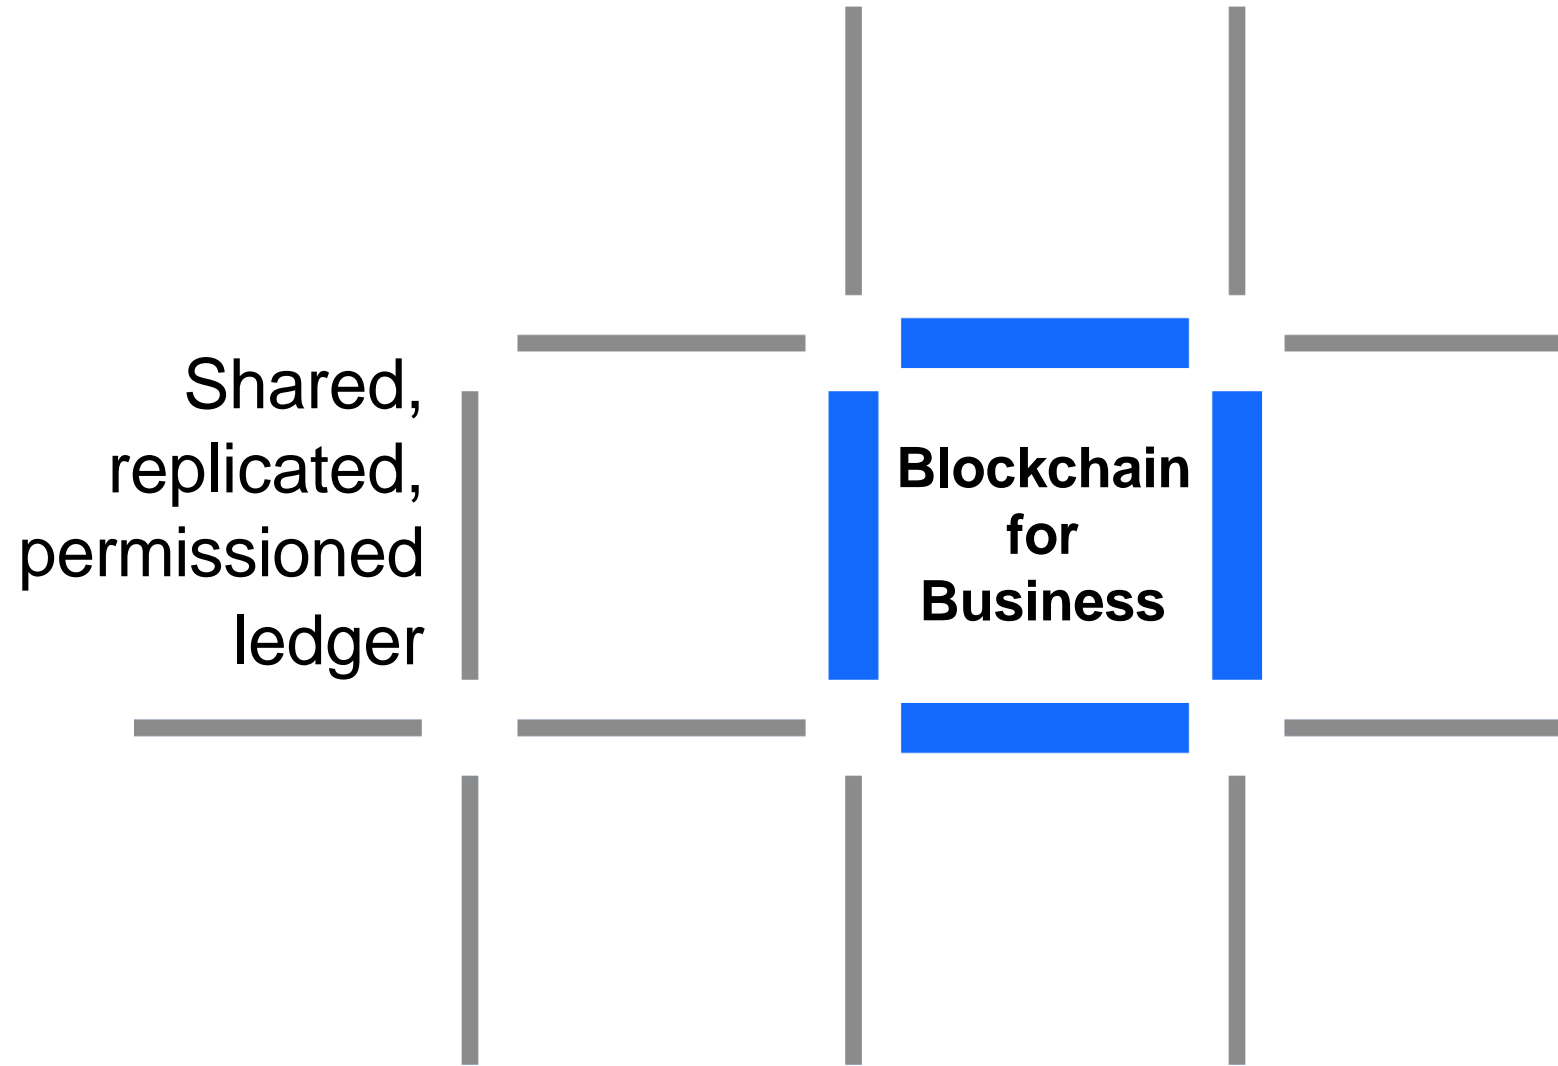 Shared,
replicated,
permissioned
ledger
Blockchain
for
Business